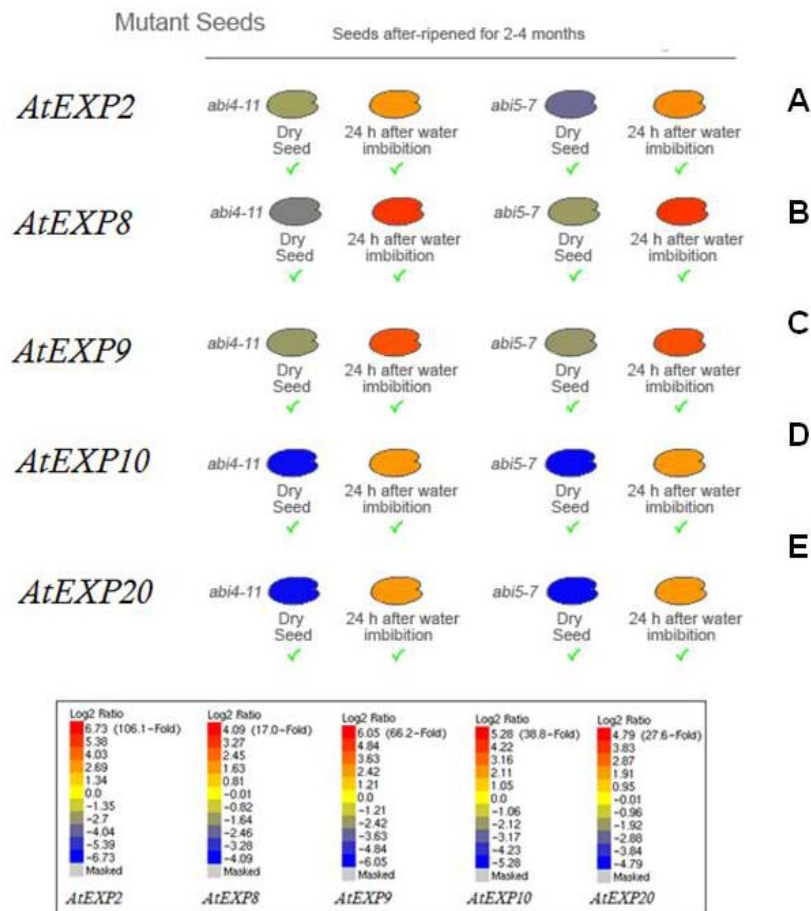 Mutant Seeds
Seeds after-ripened for 2-4 months
AtEXP2 abi4-11 abi5-7 A
Dry 24 h after water Dry 24 h after water
Seed imbibition Seed imbibition
✓ ✓ ✓ ✓
AtEXP8 abi4-11 abi5-7 B
Dry 24 h after water Dry 24 h after water
Seed imbibition Seed imbibition
✓ ✓ ✓ ✓
C
AtEXP9 abi4-11 abi5-7
Dry 24 h after water Dry 24 h after water
Seed imbibition Seed imbibition
✓ ✓ ✓ ✓
D
AtEXP10 abi4-11 abi5-7
Dry 24 h after water Dry 24 h after water
Seed imbibition Seed imbibition
✓ ✓ ✓ ✓
E
AtEXP20 abi4-11 abi5-7
Dry 24 h after water Dry 24 h after water
Seed imbibition Seed imbibition
✓ ✓ ✓ ✓
Log2 Ratio Log2 Ratio Log2 Ratio Log2 Ratio Log2 Ratio
6.73 (106.1-Fold) 4.09 (17.0-Fold) 6.05 (66.2-Fold) 5.28 (38.8-Fold) 4.79 (27.6-Fold)
5.38 3.27 4.84 4.22 3.83
4.03 2.45 3.63 3.16 2.87
2.69 1.63 2.42 2.11 1.91
1.34 0.81 1.21 1.05 0.95
0.0 -0.01 0.0 0.0 -0.01
-1.35 -0.82 -1.21 -1.06 -0.96
-2.7 -1.64 -2.42 -2.12 -1.92
-4.04 -2.46 -3.63 -3.17 -2.88
-5.39 -3.28 -4.84 -4.23 -3.84
-6.73 -4.09 -6.05 -5.28 -4.79
Masked Masked Masked Masked Masked
AtEXP2 AtEXP8 AtEXP9 AtEXP10 AtEXP20